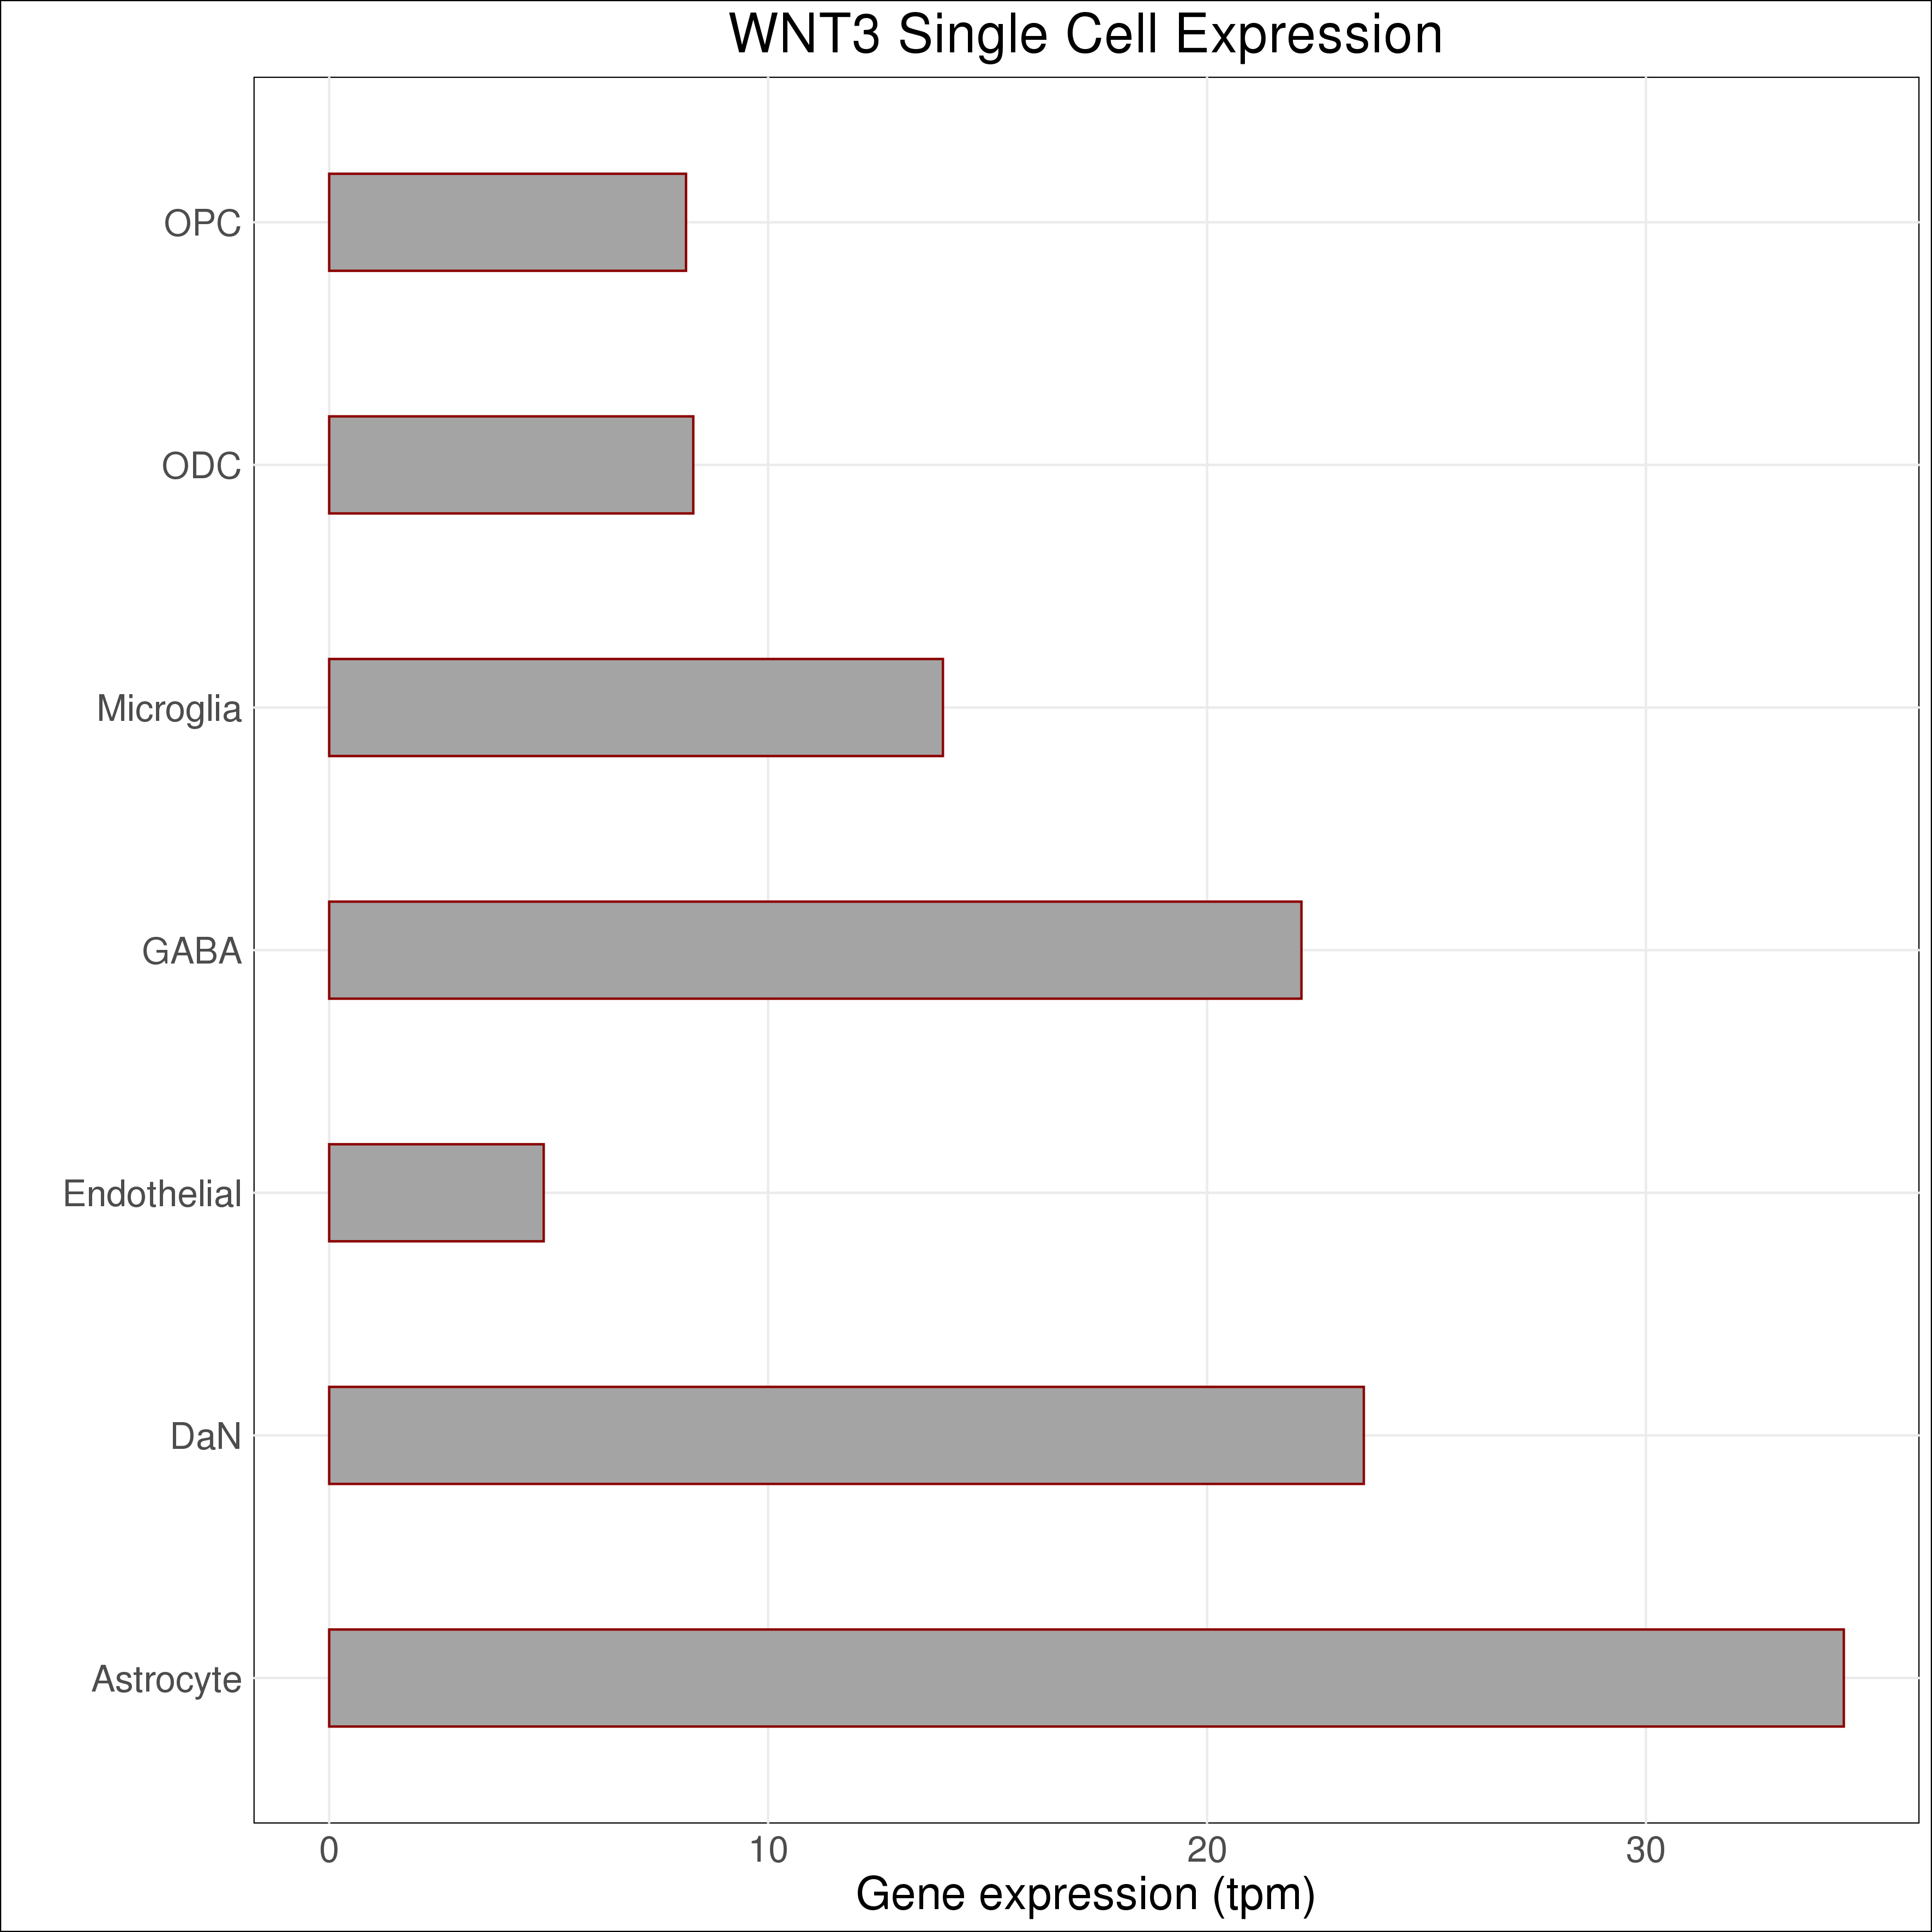 WNT3 Single Cell Expression
OPC
ODC
Microglia
GABA
Endothelial
DaN
Astrocyte
0 10 20 30
Gene expression (tpm)